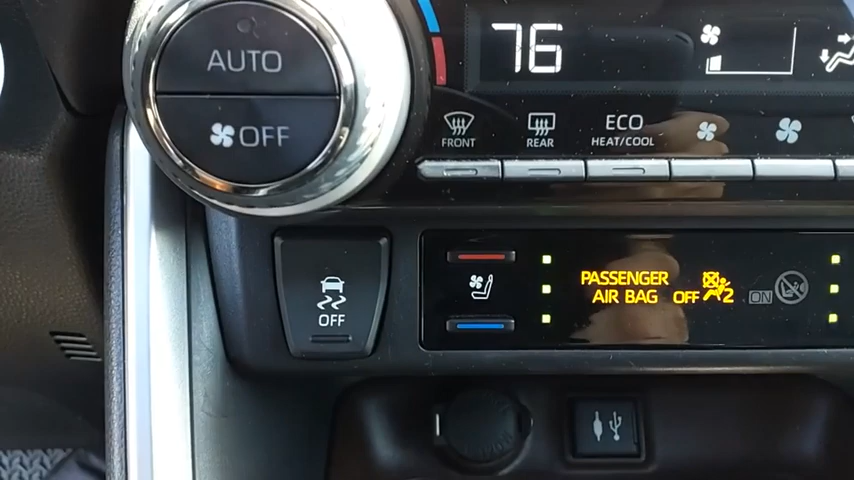 AUTO
OFF
76
FRONT
REAR
ECO
HEAT/COOL
OFF
PASSENGER
AIR BAG
OFF 2
ON